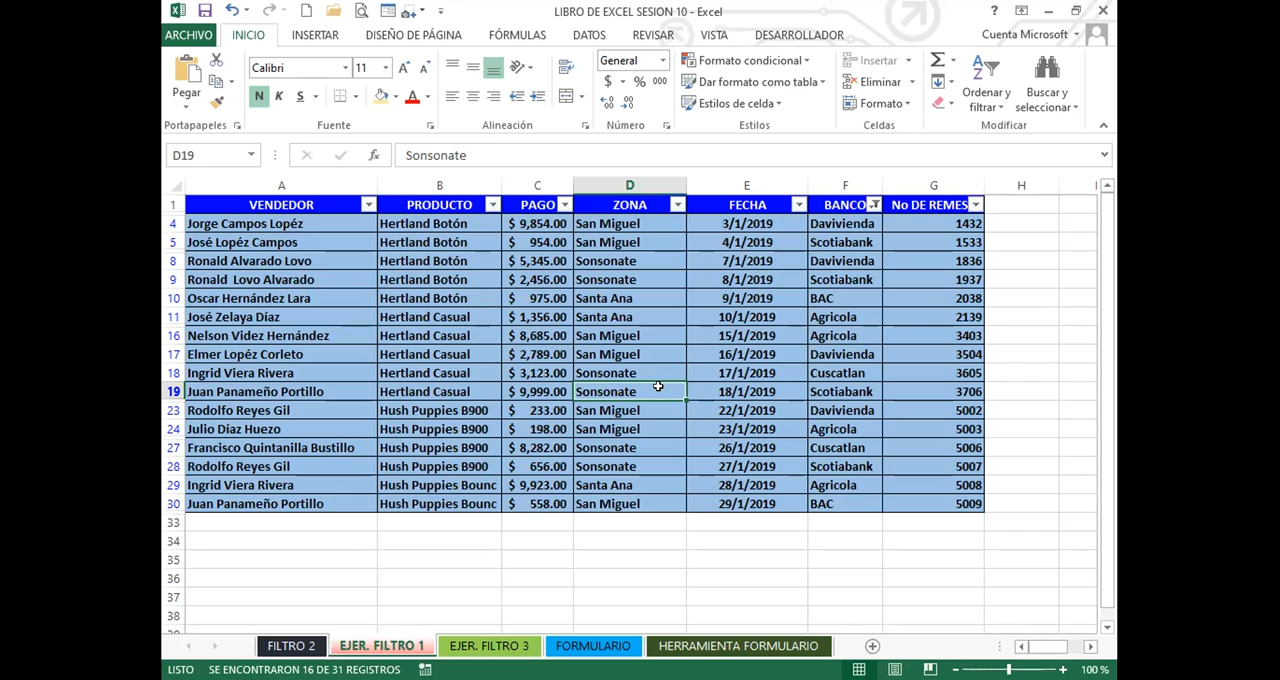 LIBRO DE EXCEL SESION 10 - Excel
ARCHIVO INICIO INSERTAR DISEÑO DE PÁGINA FÓRMULAS DATOS REVISAR VISTA DESARROLLADOR Cuenta Microsoft
Pegar Calibri 11 General Formato condicional Insertar
N K S $ % 000 Dar formato como tabla Eliminar Ordenar y filtrar Buscar y seleccionar
Estilos de celda Formato
Portapapeles Fuente Alineación Número Estilos Celdas Modificar
D19 fx Sonsonate
A B C D E F G H I
1 VENDEDOR PRODUCTO PAGO ZONA FECHA BANCO No DE REMES
4 Jorge Campos Lopéz Hertland Botón $ 9,854.00 San Miguel 3/1/2019 Davivienda 1432
5 José Lopéz Campos Hertland Botón $ 954.00 San Miguel 4/1/2019 Scotiabank 1533
8 Ronald Alvarado Lovo Hertland Botón $ 5,345.00 Sonsonate 7/1/2019 Davivienda 1836
9 Ronald Lovo Alvarado Hertland Botón $ 2,456.00 Sonsonate 8/1/2019 Scotiabank 1937
10 Oscar Hernández Lara Hertland Botón $ 975.00 Santa Ana 9/1/2019 BAC 2038
11 José Zelaya Díaz Hertland Casual $ 1,356.00 Santa Ana 10/1/2019 Agricola 2139
16 Nelson Videz Hernández Hertland Casual $ 8,685.00 San Miguel 15/1/2019 Agricola 3403
17 Elmer Lopéz Corleto Hertland Casual $ 2,789.00 San Miguel 16/1/2019 Davivienda 3504
18 Ingrid Viera Rivera Hertland Casual $ 3,123.00 Sonsonate 17/1/2019 Cuscatlan 3605
19 Juan Panameño Portillo Hertland Casual $ 9,999.00 Sonsonate 18/1/2019 Scotiabank 3706
23 Rodolfo Reyes Gil Hush Puppies B900 $ 233.00 San Miguel 22/1/2019 Davivienda 5002
24 Julio Díaz Huezo Hush Puppies B900 $ 198.00 San Miguel 23/1/2019 Agricola 5003
27 Francisco Quintanilla Bustillo Hush Puppies B900 $ 8,282.00 Sonsonate 26/1/2019 Cuscatlan 5006
28 Rodolfo Reyes Gil Hush Puppies B900 $ 656.00 Sonsonate 27/1/2019 Scotiabank 5007
29 Ingrid Viera Rivera Hush Puppies Bounc $ 9,923.00 Santa Ana 28/1/2019 Agricola 5008
30 Juan Panameño Portillo Hush Puppies Bounc $ 558.00 San Miguel 29/1/2019 BAC 5009
33
34
35
36
37
38
FILTRO 2 EJER. FILTRO 1 EJER. FILTRO 3 FORMULARIO HERRAMIENTA FORMULARIO
LISTO SE ENCONTRARON 16 DE 31 REGISTROS 100 %